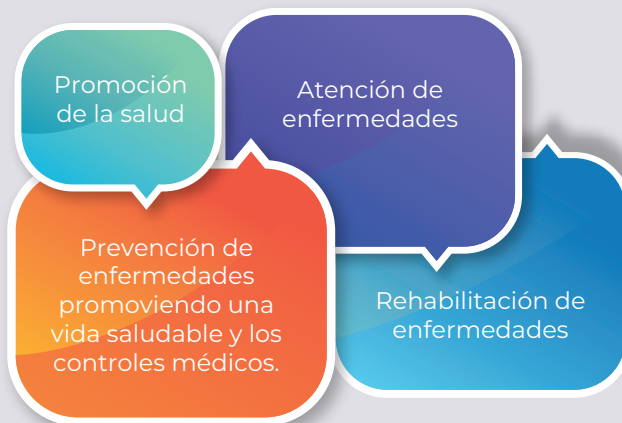 Promoción
de la salud
Atención de
enfermedades
Prevención de
enfermedades
promoviendo una
vida saludable y los
controles médicos.
Rehabilitación de
enfermedades